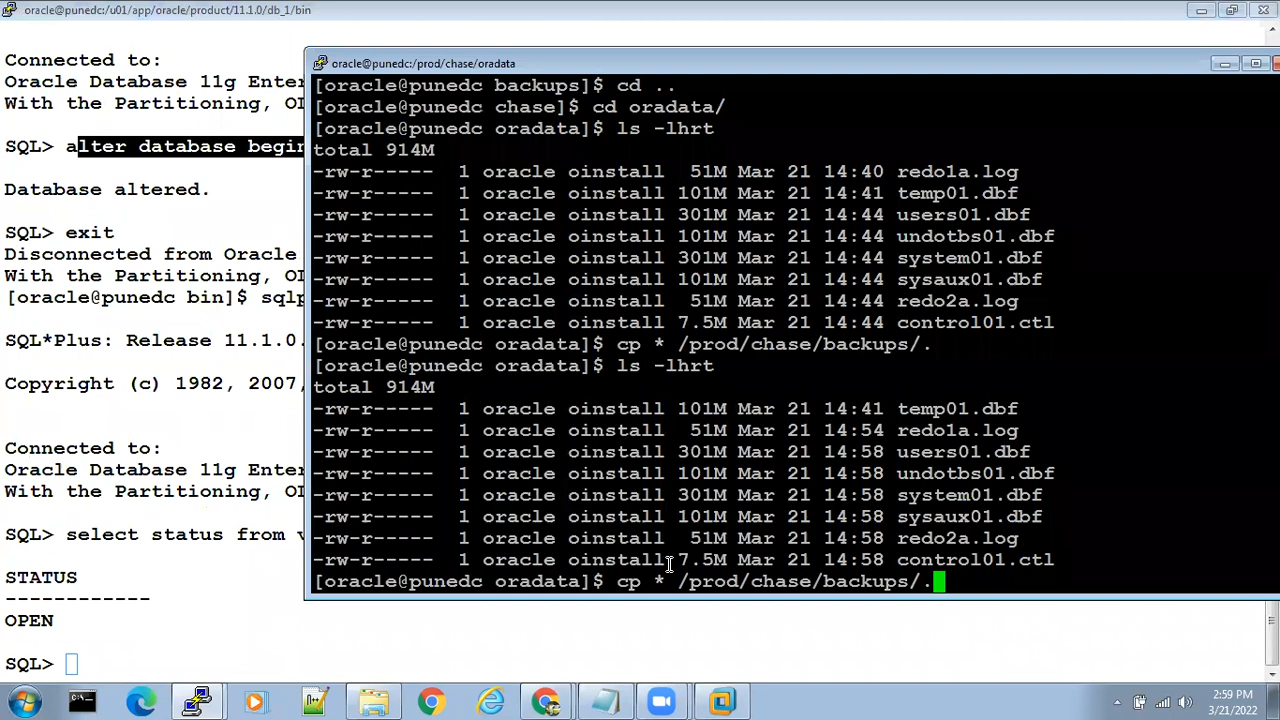 oracle@punedc:/u01/app/oracle/product/11.1.0/db_1/bin
Connected to:
Oracle Database 11g Enter
With the Partitioning, OL
SQL> alter database begin
Database altered.
SQL> exit
Disconnected from Oracle
With the Partitioning, OL
[oracle@punedc bin]$ sqlp
SQL*Plus: Release 11.1.0.
Copyright (c) 1982, 2007,
Connected to:
Oracle Database 11g Enter
With the Partitioning, OL
SQL> select status from v
STATUS
------------
OPEN
SQL>
oracle@punedc:/prod/chase/oradata
[oracle@punedc backups]$ cd ..
[oracle@punedc chase]$ cd oradata/
[oracle@punedc oradata]$ ls -lhrt
total 914M
-rw-r----- 1 oracle oinstall 51M Mar 21 14:40 redo1a.log
-rw-r----- 1 oracle oinstall 101M Mar 21 14:41 temp01.dbf
-rw-r----- 1 oracle oinstall 301M Mar 21 14:44 users01.dbf
-rw-r----- 1 oracle oinstall 101M Mar 21 14:44 undotbs01.dbf
-rw-r----- 1 oracle oinstall 301M Mar 21 14:44 system01.dbf
-rw-r----- 1 oracle oinstall 101M Mar 21 14:44 sysaux01.dbf
-rw-r----- 1 oracle oinstall 51M Mar 21 14:44 redo2a.log
-rw-r----- 1 oracle oinstall 7.5M Mar 21 14:44 control01.ctl
[oracle@punedc oradata]$ cp * /prod/chase/backups/.
[oracle@punedc oradata]$ ls -lhrt
total 914M
-rw-r----- 1 oracle oinstall 101M Mar 21 14:41 temp01.dbf
-rw-r----- 1 oracle oinstall 51M Mar 21 14:54 redo1a.log
-rw-r----- 1 oracle oinstall 301M Mar 21 14:58 users01.dbf
-rw-r----- 1 oracle oinstall 101M Mar 21 14:58 undotbs01.dbf
-rw-r----- 1 oracle oinstall 301M Mar 21 14:58 system01.dbf
-rw-r----- 1 oracle oinstall 101M Mar 21 14:58 sysaux01.dbf
-rw-r----- 1 oracle oinstall 51M Mar 21 14:58 redo2a.log
-rw-r----- 1 oracle oinstall 7.5M Mar 21 14:58 control01.ctl
[oracle@punedc oradata]$ cp * /prod/chase/backups/.
2:59 PM
3/21/2022